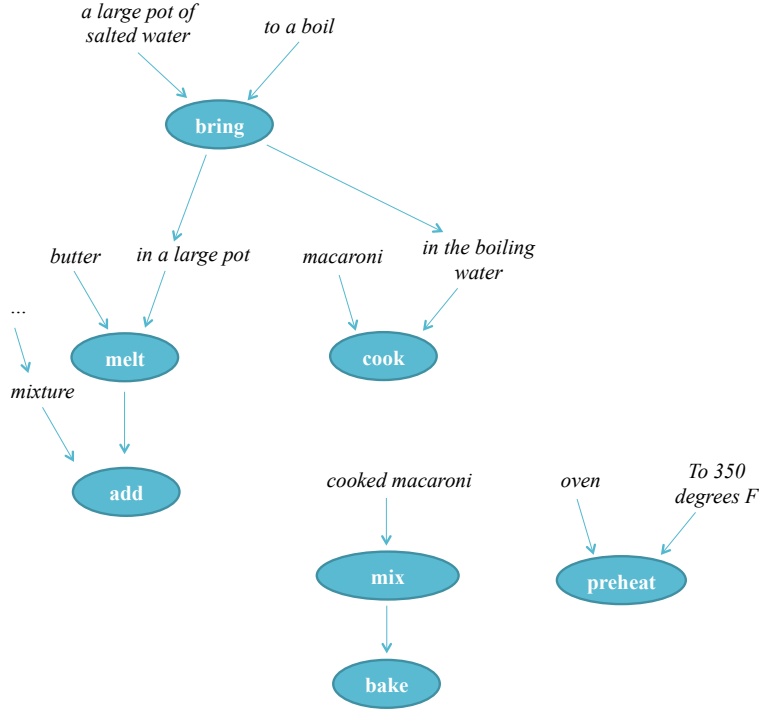 a large pot of
salted water
to a boil
bring
butter
in a large pot
macaroni
in the boiling
water
...
melt
cook
mixture
add
cooked macaroni
oven
To 350
degrees F
mix
preheat
bake